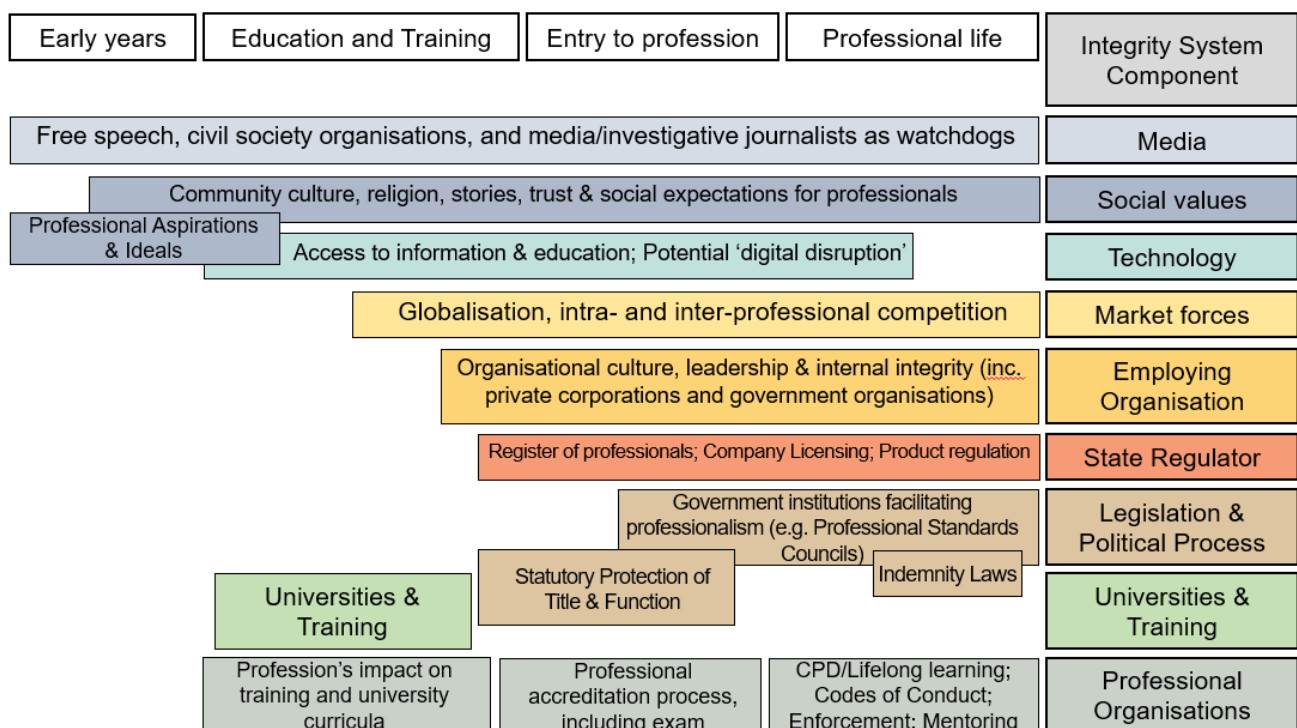 Early years
Education and Training
Entry to profession
Professional life
Integrity System
Component
Free speech, civil society organisations, and media/investigative journalists as watchdogs
Media
Community culture, religion, stories, trust & social expectations for professionals
Social values
Professional Aspirations
& Ideals
Access to information & education; Potential ‘digital disruption’
Technology
Globalisation, intra- and inter-professional competition
Market forces
Organisational culture, leadership & internal integrity (inc.
private corporations and government organisations)
Employing
Organisation
Register of professionals; Company Licensing; Product regulation
State Regulator
Government institutions facilitating
professionalism (e.g. Professional Standards
Councils)
Legislation &
Political Process
Statutory Protection of
Title & Function
Indemnity Laws
Universities &
Training
Universities &
Training
Profession’s impact on
training and university
curricula
Professional
accreditation process,
including exam
CPD/Lifelong learning;
Codes of Conduct;
Enforcement; Mentoring
Professional
Organisations